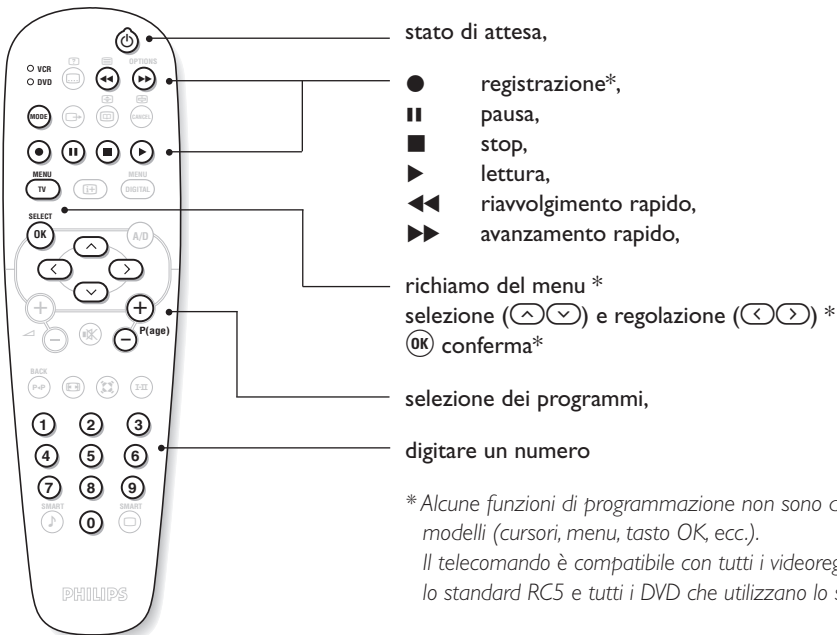 stato di attesa,
VCR
DVD
OPTIONS
MODE
CANCEL
● registrazione*,
II pausa,
■ stop,
▶ lettura,
◀◀ riavvolgimento rapido,
▶▶ avanzamento rapido,
MENU
TV
MENU
DIGITAL
SELECT
OK
A/D
richiamo del menu *
selezione ( ) e regolazione ( ) *
OK conferma*
P(age)
selezione dei programmi,
BACK
P◂P
I-II
1 2 3
4 5 6
7 8 9
SMART
SMART
0
digitare un numero
PHILIPS
* Alcune funzioni di programmazione non sono
modelli (cursori, menu, tasto OK, ecc.).
Il telecomando è compatibile con tutti i
lo standard RC5 e tutti i DVD che utilizzano lo